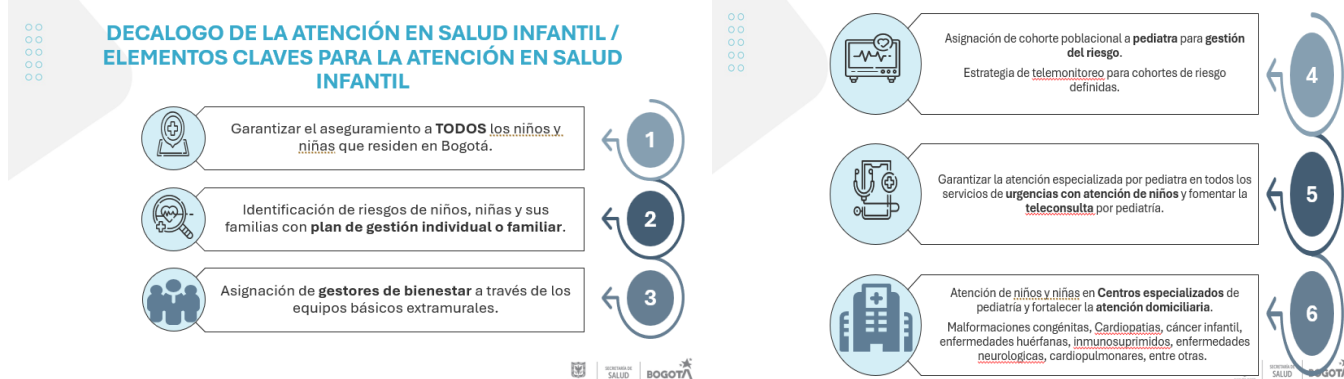 DECALOGO DE LA ATENCIÓN EN SALUD INFANTIL /
ELEMENTOS CLAVES PARA LA ATENCIÓN EN SALUD
INFANTIL
Garantizar el aseguramiento a TODOS los niños y
niñas que residen en Bogotá.
1
Identificación de riesgos de niños, niñas y sus
familias con plan de gestión individual o familiar.
2
Asignación de gestores de bienestar a través de los
equipos básicos extramurales.
3
SECRETARÍA DE
SALUD
BOGOTÁ
Asignación de cohorte poblacional a pediatra para gestión
del riesgo.
Estrategia de telemonitoreo para cohortes de riesgo
definidas.
4
Garantizar la atención especializada por pediatra en todos los
servicios de urgencias con atención de niños y fomentar la
teleconsulta por pediatría.
5
Atención de niños y niñas en Centros especializados de
pediatría y fortalecer la atención domiciliaria.
Malformaciones congénitas, Cardiopatias, cáncer infantil,
enfermedades huérfanas, inmunosuprimidos, enfermedades
neurologicas, cardiopulmonares, entre otras.
6
SECRETARÍA DE
SALUD
BOGOTÁ